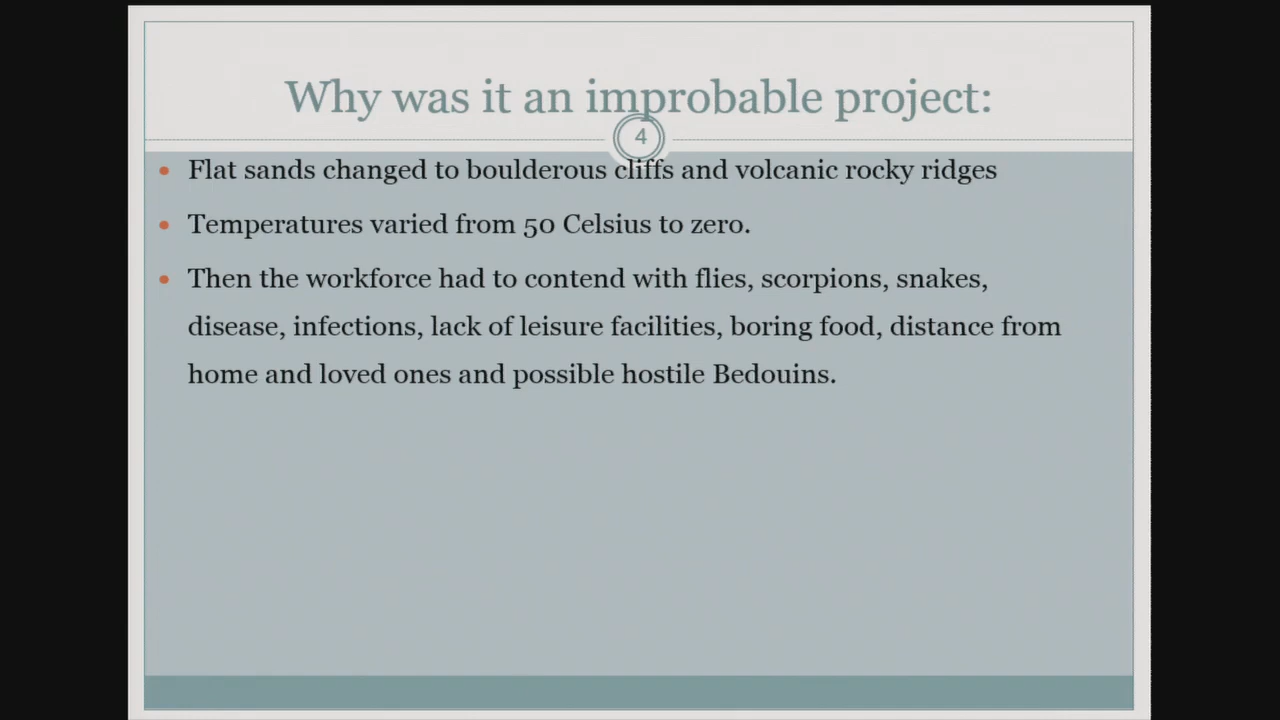 Why was it an improbable project:
4
Flat sands changed to boulderous cliffs and volcanic rocky ridges
Temperatures varied from 50 Celsius to zero.
Then the workforce had to contend with flies, scorpions, snakes,
disease, infections, lack of leisure facilities, boring food, distance from
home and loved ones and possible hostile Bedouins.